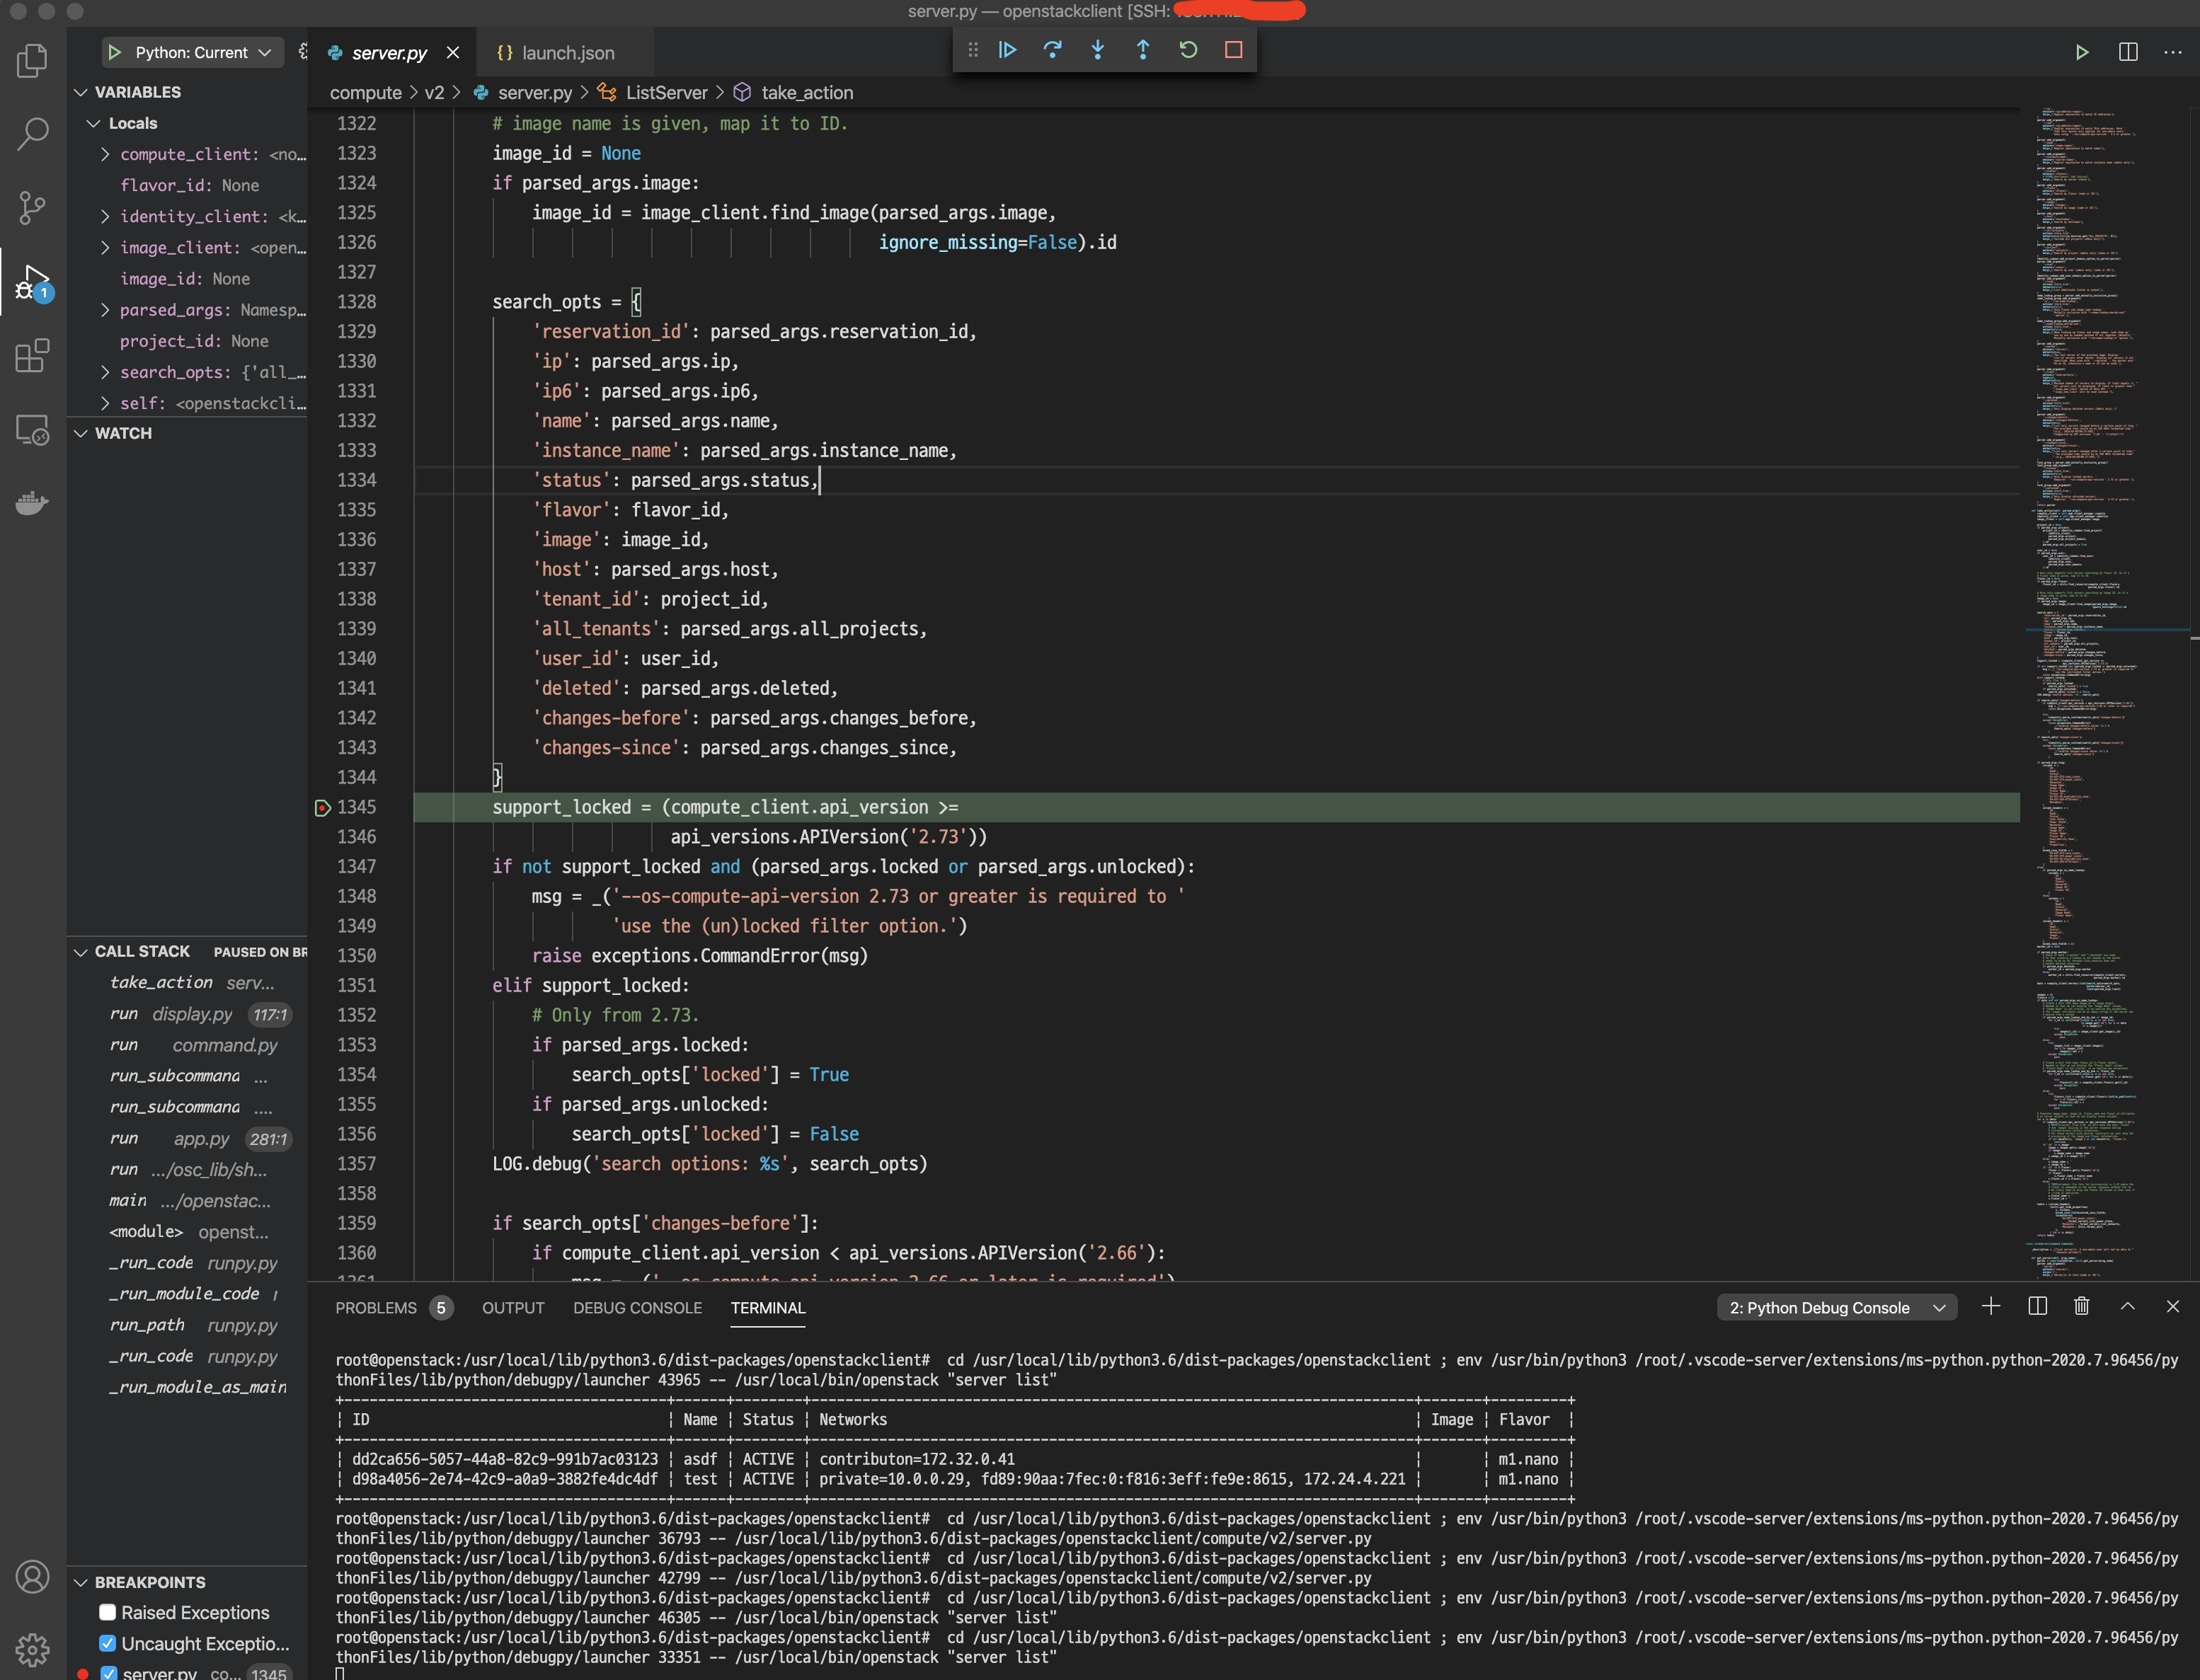 server.py — openstackclient [SSH:
Python: Current
server.py
launch.json
compute > v2 > server.py > ListServer > take_action
VARIABLES
Locals
compute_client: <no...
flavor_id: None
identity_client: <k...
image_client: <open...
image_id: None
parsed_args: Namesp...
project_id: None
search_opts: {'all_...
self: <openstackcli...
WATCH
CALL STACK PAUSED ON BR
take_action serv...
run display.py 117:1
run command.py
run_subcommand ...
run_subcommand ....
run app.py 281:1
run .../osc_lib/sh...
main .../openstac...
<module> openst...
_run_code runpy.py
_run_module_code
run_path runpy.py
_run_code runpy.py
_run_module_as_main
BREAKPOINTS
Raised Exceptions
Uncaught Exceptio...
server.py co... 1345
1
1322 # image name is given, map it to ID.
1323 image_id = None
1324 if parsed_args.image:
1325 image_id = image_client.find_image(parsed_args.image,
1326 ignore_missing=False).id
1327
1328 search_opts = {
1329 'reservation_id': parsed_args.reservation_id,
1330 'ip': parsed_args.ip,
1331 'ip6': parsed_args.ip6,
1332 'name': parsed_args.name,
1333 'instance_name': parsed_args.instance_name,
1334 'status': parsed_args.status,
1335 'flavor': flavor_id,
1336 'image': image_id,
1337 'host': parsed_args.host,
1338 'tenant_id': project_id,
1339 'all_tenants': parsed_args.all_projects,
1340 'user_id': user_id,
1341 'deleted': parsed_args.deleted,
1342 'changes-before': parsed_args.changes_before,
1343 'changes-since': parsed_args.changes_since,
1344 }
1345 support_locked = (compute_client.api_version >=
1346 api_versions.APIVersion('2.73'))
1347 if not support_locked and (parsed_args.locked or parsed_args.unlocked):
1348 msg = _('--os-compute-api-version 2.73 or greater is required to '
1349 'use the (un)locked filter option.')
1350 raise exceptions.CommandError(msg)
1351 elif support_locked:
1352 # Only from 2.73.
1353 if parsed_args.locked:
1354 search_opts['locked'] = True
1355 if parsed_args.unlocked:
1356 search_opts['locked'] = False
1357 LOG.debug('search options: %s', search_opts)
1358
1359 if search_opts['changes-before']:
1360 if compute_client.api_version < api_versions.APIVersion('2.66'):
1361 msg = _('--os-compute-api-version 2.66 or later is required')
PROBLEMS 5 OUTPUT DEBUG CONSOLE TERMINAL 2: Python Debug Console
root@openstack:/usr/local/lib/python3.6/dist-packages/openstackclient#  cd /usr/local/lib/python3.6/dist-packages/openstackclient ; env /usr/bin/python3 /root/.vscode-server/extensions/ms-python.python-2020.7.96456/py
thonFiles/lib/python/debugpy/launcher 43965 -- /usr/local/bin/openstack "server list"
| ID | Name | Status | Networks | Image | Flavor |
| dd2ca656-5057-44a8-82c9-991b7ac03123 | asdf | ACTIVE | contributon=172.32.0.41 | | m1.nano |
| d98a4056-2e74-42c9-a0a9-3882fe4dc4df | test | ACTIVE | private=10.0.0.29, fd89:90aa:7fec:0:f816:3eff:fe9e:8615, 172.24.4.221 | | m1.nano |
root@openstack:/usr/local/lib/python3.6/dist-packages/openstackclient#  cd /usr/local/lib/python3.6/dist-packages/openstackclient ; env /usr/bin/python3 /root/.vscode-server/extensions/ms-python.python-2020.7.96456/py
thonFiles/lib/python/debugpy/launcher 36793 -- /usr/local/lib/python3.6/dist-packages/openstackclient/compute/v2/server.py
root@openstack:/usr/local/lib/python3.6/dist-packages/openstackclient#  cd /usr/local/lib/python3.6/dist-packages/openstackclient ; env /usr/bin/python3 /root/.vscode-server/extensions/ms-python.python-2020.7.96456/py
thonFiles/lib/python/debugpy/launcher 42799 -- /usr/local/lib/python3.6/dist-packages/openstackclient/compute/v2/server.py
root@openstack:/usr/local/lib/python3.6/dist-packages/openstackclient#  cd /usr/local/lib/python3.6/dist-packages/openstackclient ; env /usr/bin/python3 /root/.vscode-server/extensions/ms-python.python-2020.7.96456/py
thonFiles/lib/python/debugpy/launcher 46305 -- /usr/local/bin/openstack "server list"
root@openstack:/usr/local/lib/python3.6/dist-packages/openstackclient#  cd /usr/local/lib/python3.6/dist-packages/openstackclient ; env /usr/bin/python3 /root/.vscode-server/extensions/ms-python.python-2020.7.96456/py
thonFiles/lib/python/debugpy/launcher 33351 -- /usr/local/bin/openstack "server list"